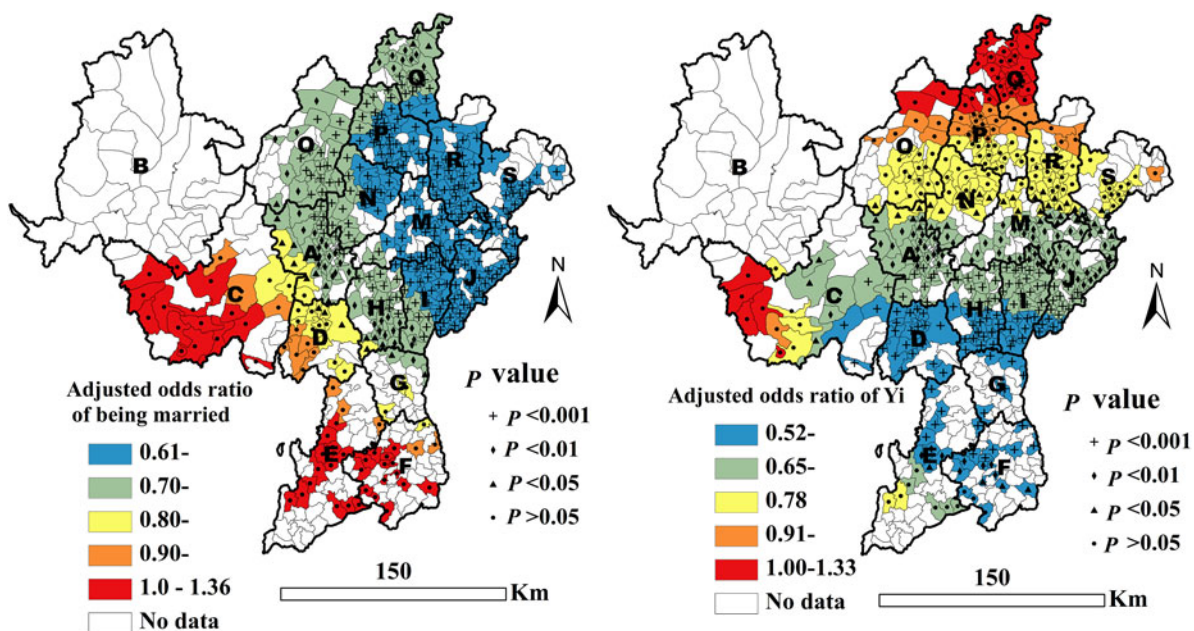 B
O
Q
P
R
S
N
M
A
C
H
I
J
D
G
E
F
N
Adjusted odds ratio
of being married
0.61-
0.70-
0.80-
0.90-
1.0 - 1.36
No data
P value
P <0.001
P <0.01
P <0.05
P >0.05
150
Km
B
O
Q
P
R
S
N
M
A
C
H
I
J
D
G
E
F
N
Adjusted odds ratio of Yi
0.52-
0.65-
0.78
0.91-
1.00-1.33
No data
P value
P <0.001
P <0.01
P <0.05
P >0.05
150
Km